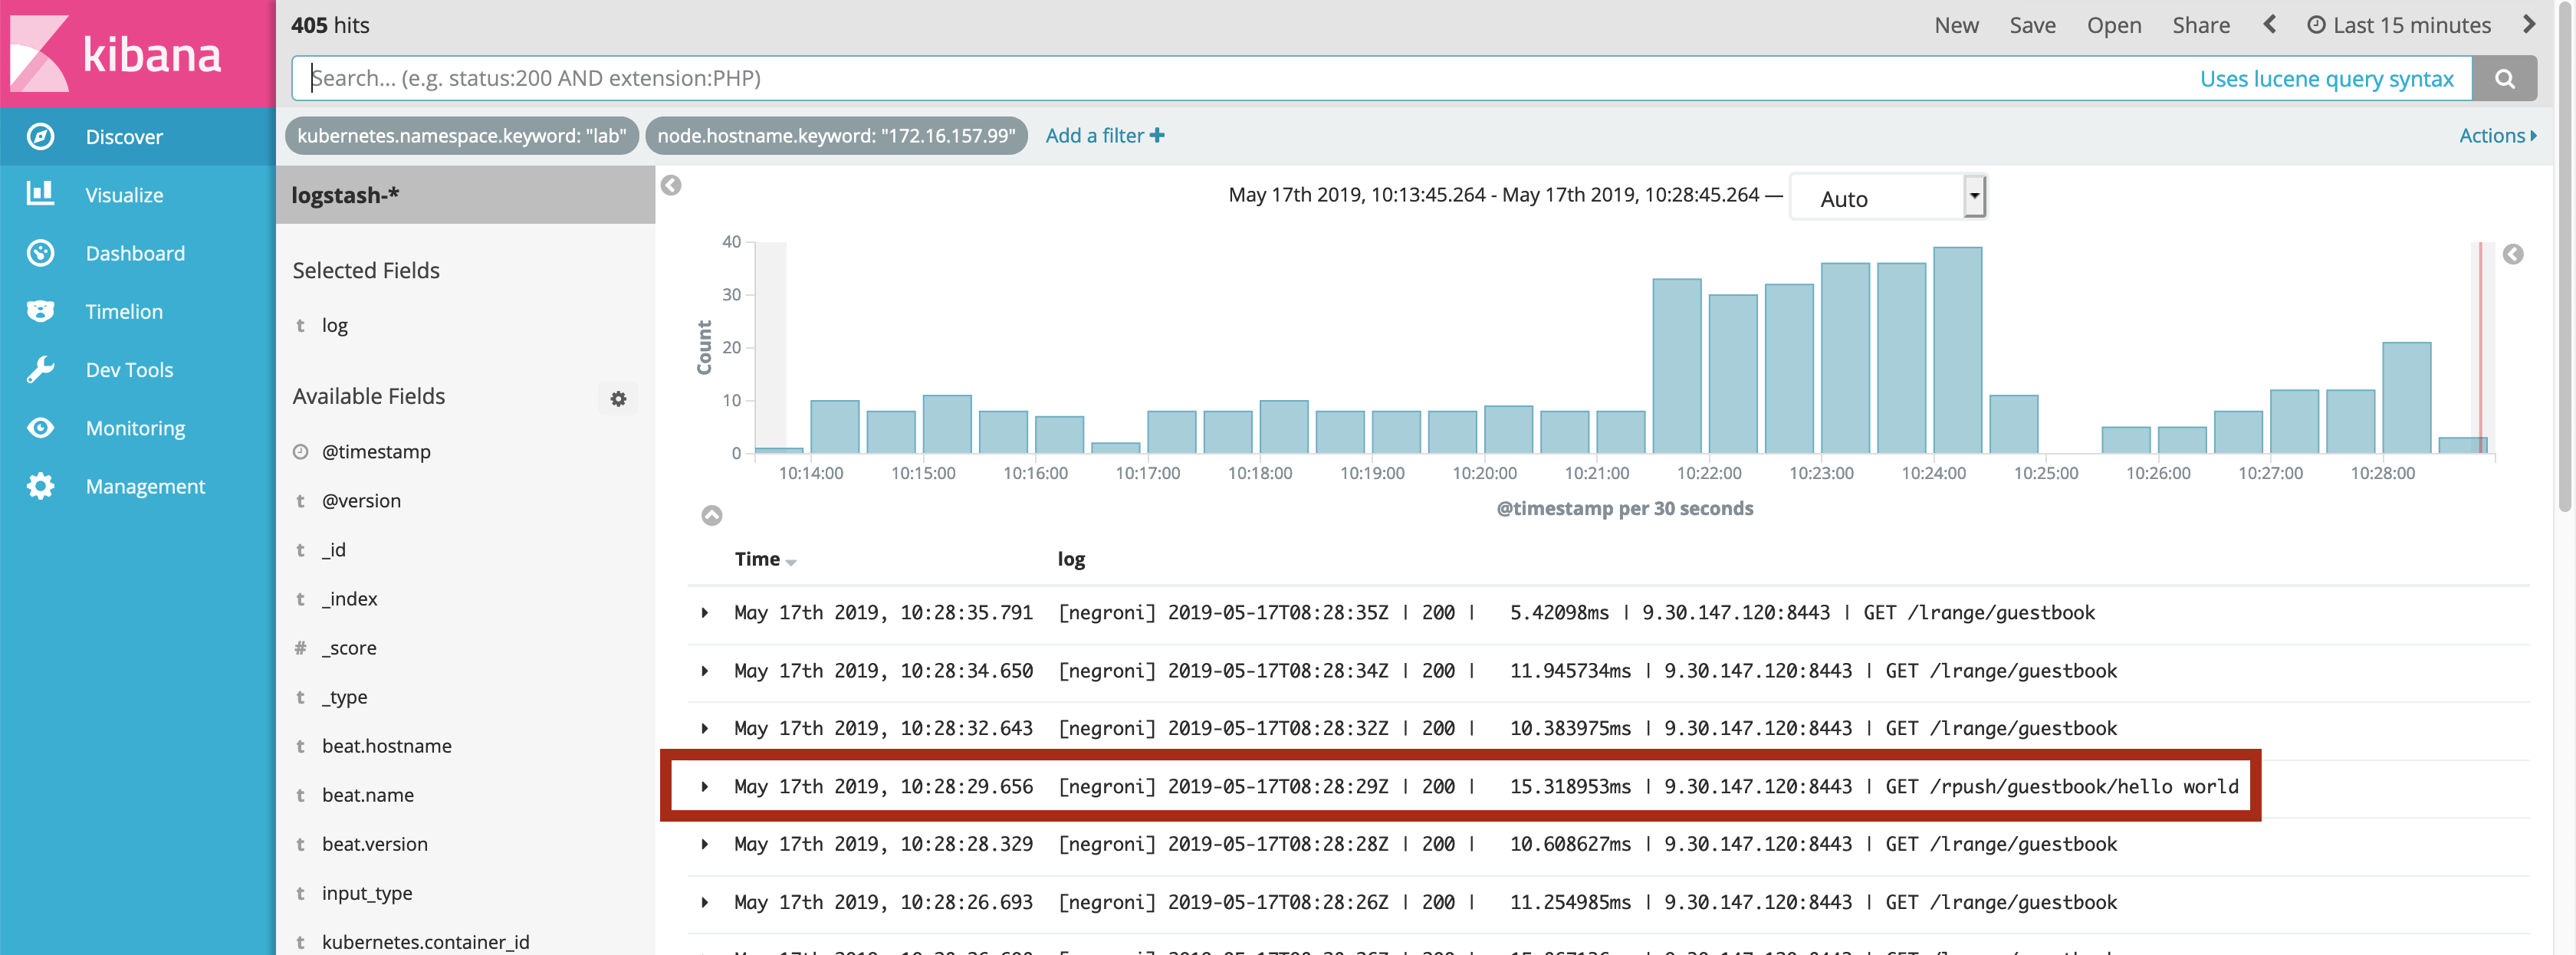 kibana
Discover
Visualize
Dashboard
Timelion
Dev Tools
Monitoring
Management
405 hits
New Save Open Share Last 15 minutes
Search... (e.g. status:200 AND extension:PHP) Uses lucene query syntax
kubernetes.namespace.keyword: "lab" node.hostname.keyword: "172.16.157.99" Add a filter Actions
logstash-*
Selected Fields
t log
Available Fields
@timestamp
t @version
t _id
t _index
# _score
t _type
t beat.hostname
t beat.name
t beat.version
t input_type
t kubernetes.container_id
May 17th 2019, 10:13:45.264 - May 17th 2019, 10:28:45.264 — Auto
Count
40
30
20
10
0
10:14:00 10:15:00 10:16:00 10:17:00 10:18:00 10:19:00 10:20:00 10:21:00 10:22:00 10:23:00 10:24:00 10:25:00 10:26:00 10:27:00 10:28:00
@timestamp per 30 seconds
Time log
May 17th 2019, 10:28:35.791 [negroni] 2019-05-17T08:28:35Z | 200 | 5.42098ms | 9.30.147.120:8443 | GET /lrange/guestbook
May 17th 2019, 10:28:34.650 [negroni] 2019-05-17T08:28:34Z | 200 | 11.945734ms | 9.30.147.120:8443 | GET /lrange/guestbook
May 17th 2019, 10:28:32.643 [negroni] 2019-05-17T08:28:32Z | 200 | 10.383975ms | 9.30.147.120:8443 | GET /lrange/guestbook
May 17th 2019, 10:28:29.656 [negroni] 2019-05-17T08:28:29Z | 200 | 15.318953ms | 9.30.147.120:8443 | GET /rpush/guestbook/hello world
May 17th 2019, 10:28:28.329 [negroni] 2019-05-17T08:28:28Z | 200 | 10.608627ms | 9.30.147.120:8443 | GET /lrange/guestbook
May 17th 2019, 10:28:26.693 [negroni] 2019-05-17T08:28:26Z | 200 | 11.254985ms | 9.30.147.120:8443 | GET /lrange/guestbook